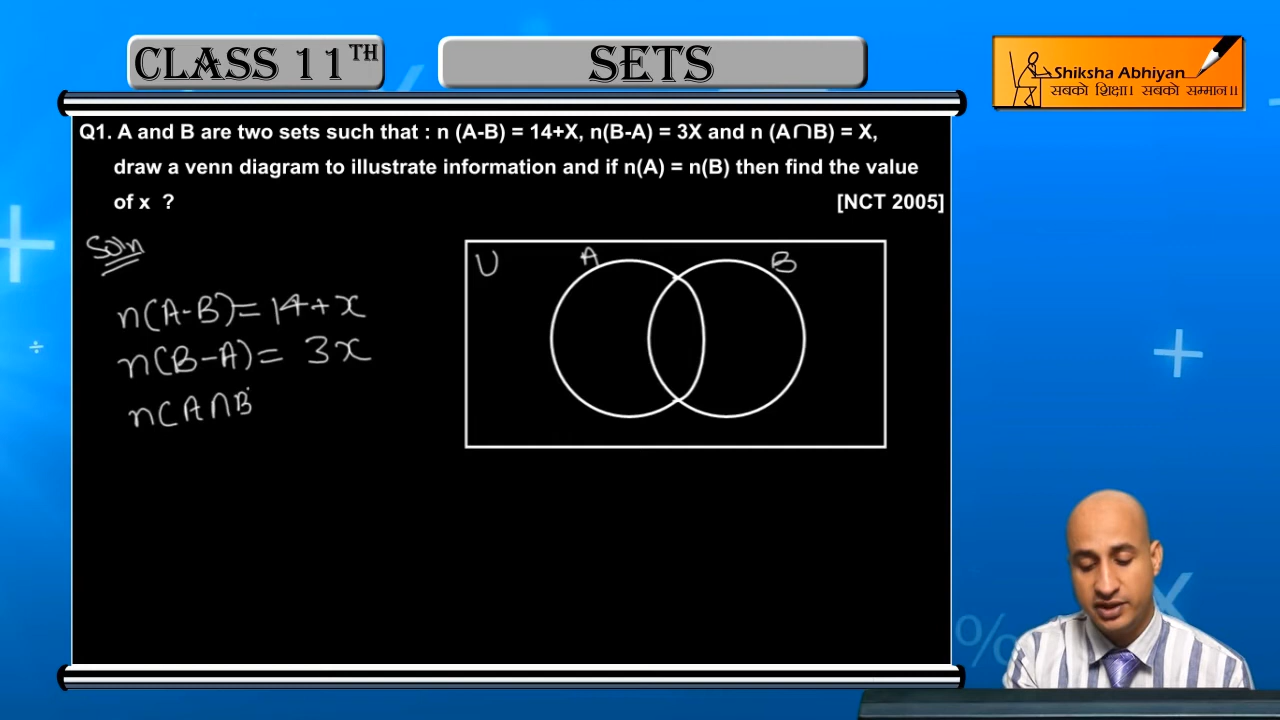 CLASS 11TH
SETS
Shiksha Abhiyan
सबको शिक्षा। सबको सम्मान।।
Q1. A and B are two sets such that : n (A-B) = 14+X, n(B-A) = 3X and n (A∩B) = X,
draw a venn diagram to illustrate information and if n(A) = n(B) then find the value
of x ?
[NCT 2005]
Soln
n(A-B)= 14+x
n(B-A)= 3x
n(A∩B
U
A
B